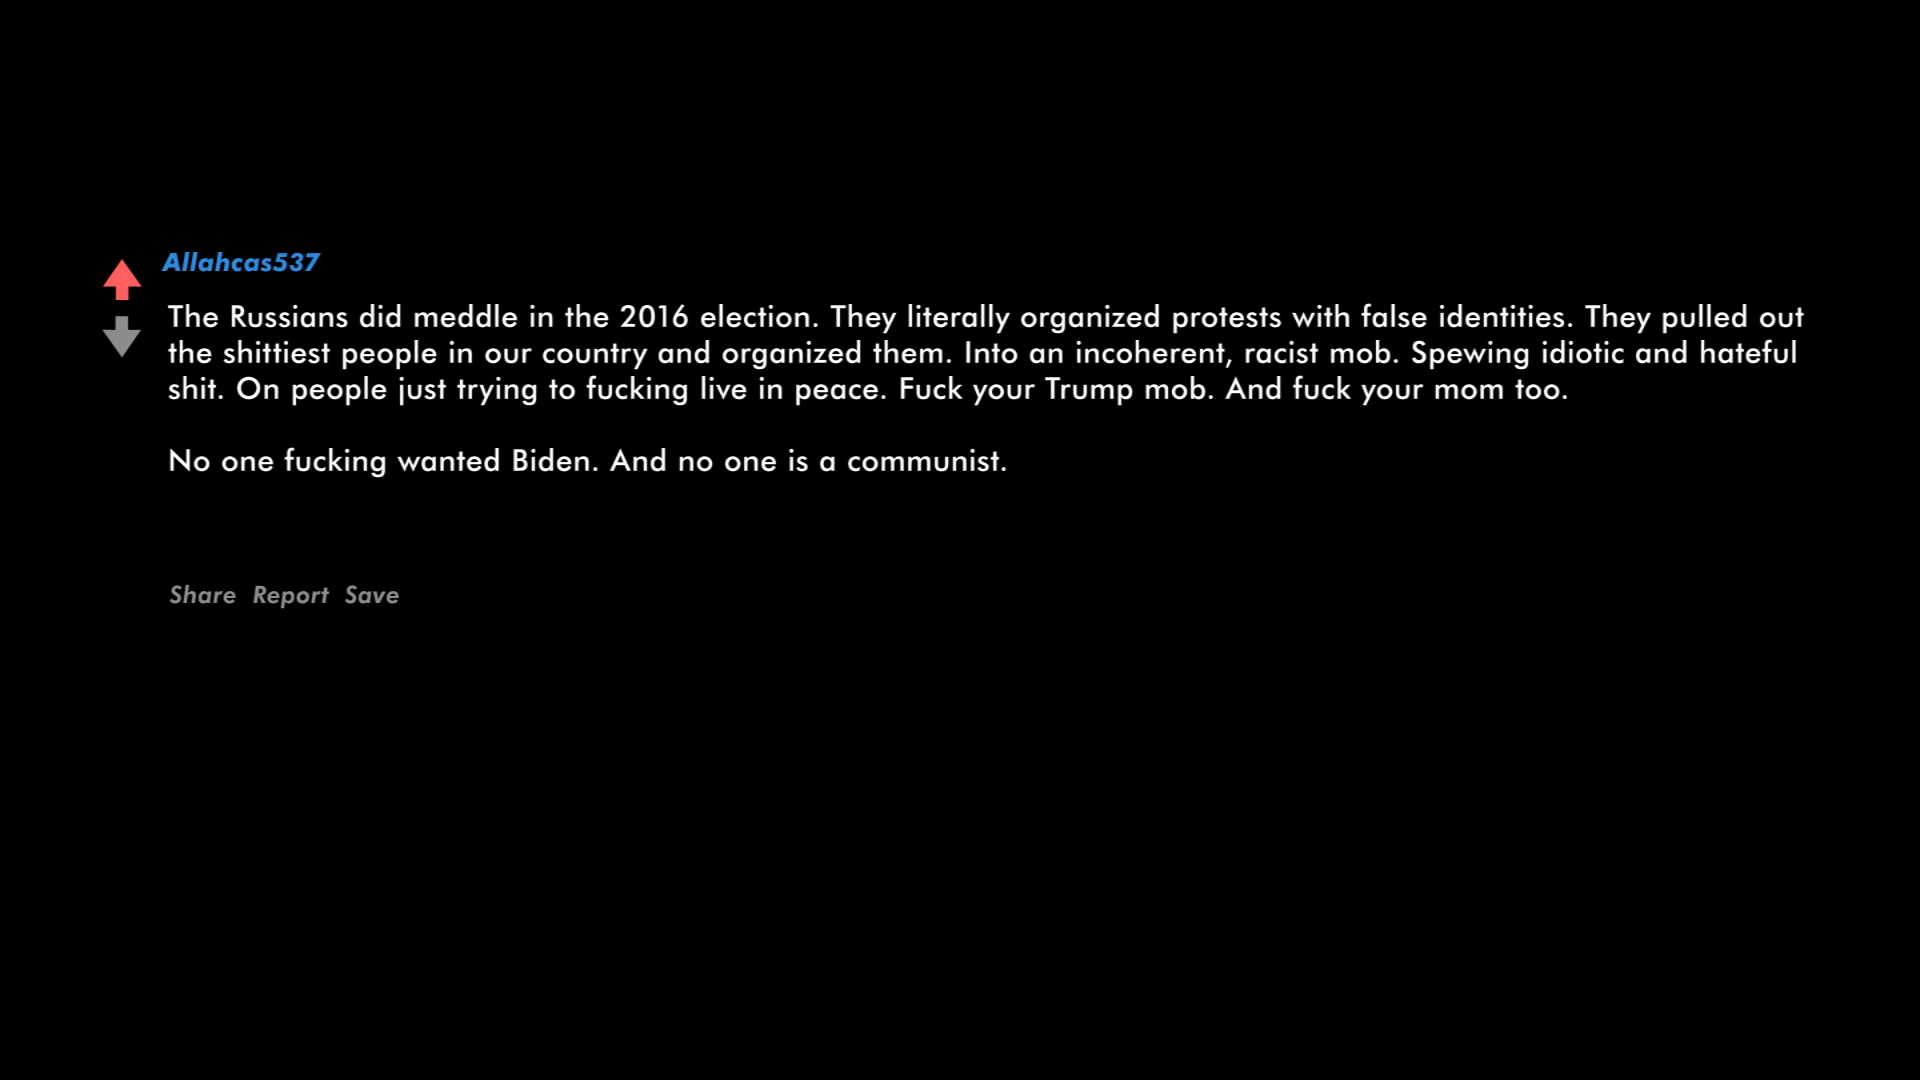 Allahcas537
The Russians did meddle in the 2016 election. They literally organized protests with false identities. They pulled out
the shittiest people in our country and organized them. Into an incoherent, racist mob. Spewing idiotic and hateful
shit. On people just trying to fucking live in peace. Fuck your Trump mob. And fuck your mom too.
No one fucking wanted Biden. And no one is a communist.
Share Report Save